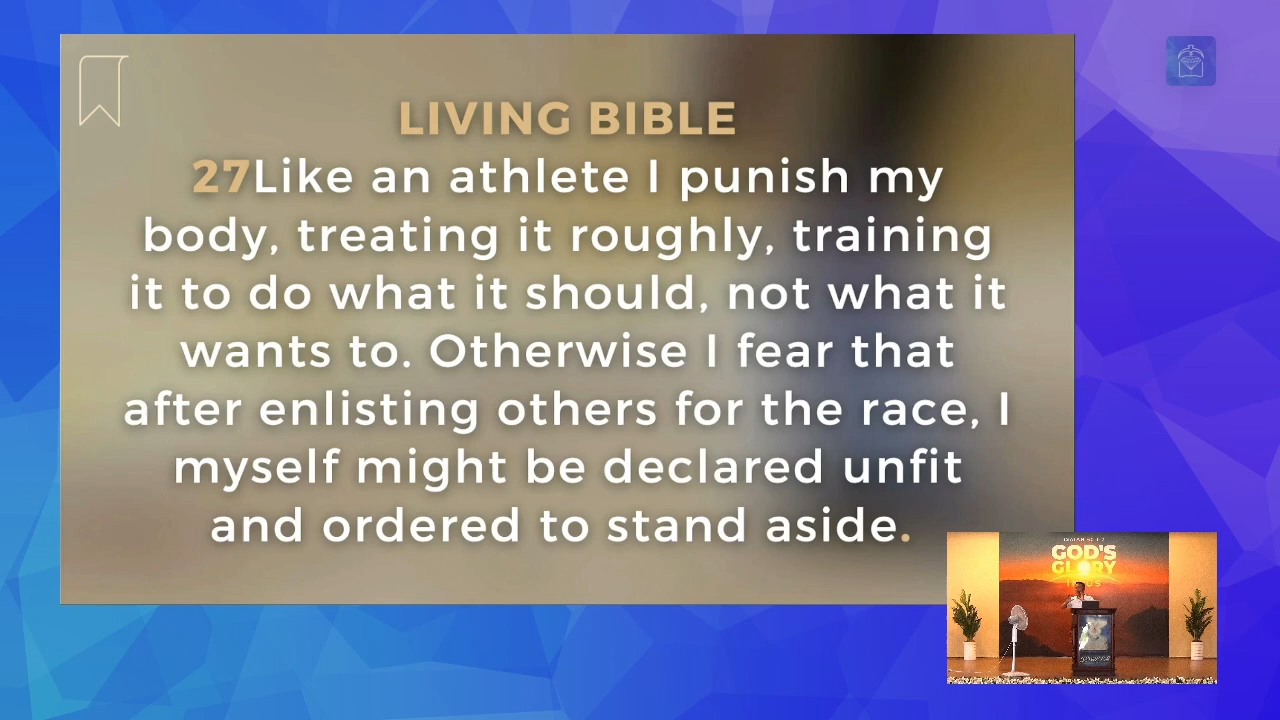 LIVING BIBLE
27Like an athlete I punish my
body, treating it roughly, training
it to do what it should, not what it
wants to. Otherwise I fear that
after enlisting others for the race, I
myself might be declared unfit
and ordered to stand aside.
GOD'S
GLORY